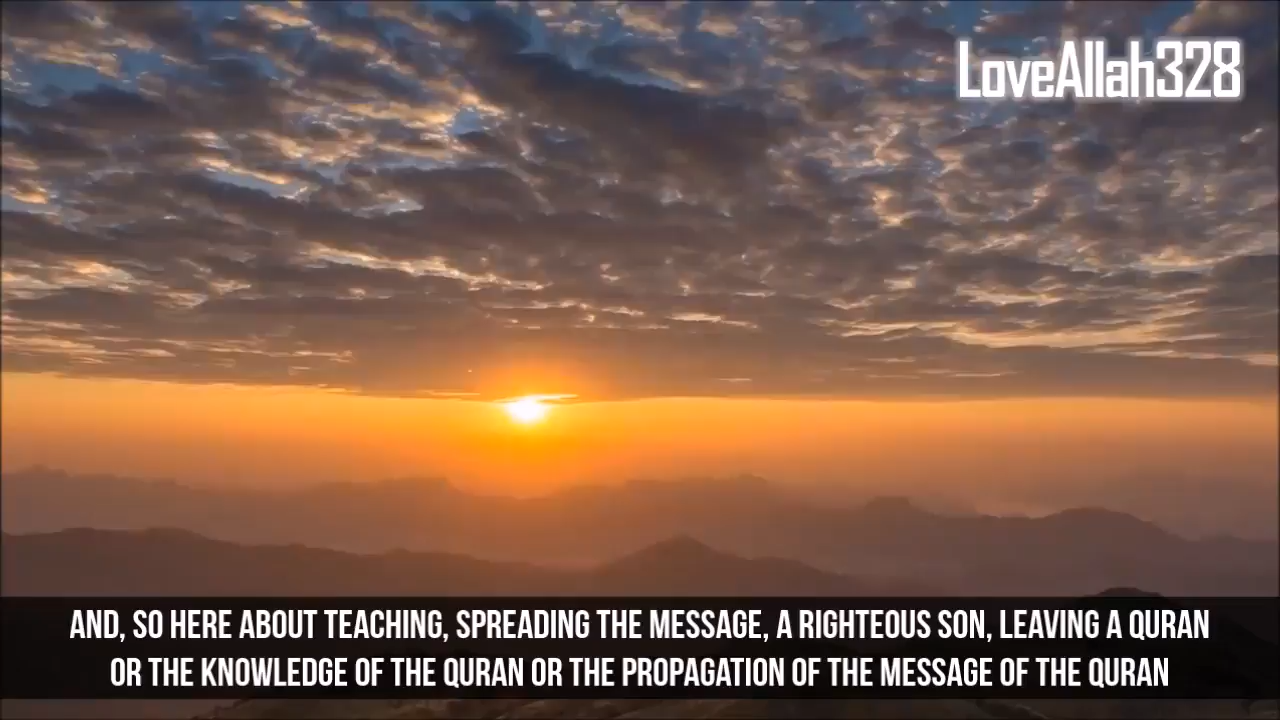 LoveAllah328
AND, SO HERE ABOUT TEACHING, SPREADING THE MESSAGE, A RIGHTEOUS SON, LEAVING A QURAN
OR THE KNOWLEDGE OF THE QURAN OR THE PROPAGATION OF THE MESSAGE OF THE QURAN